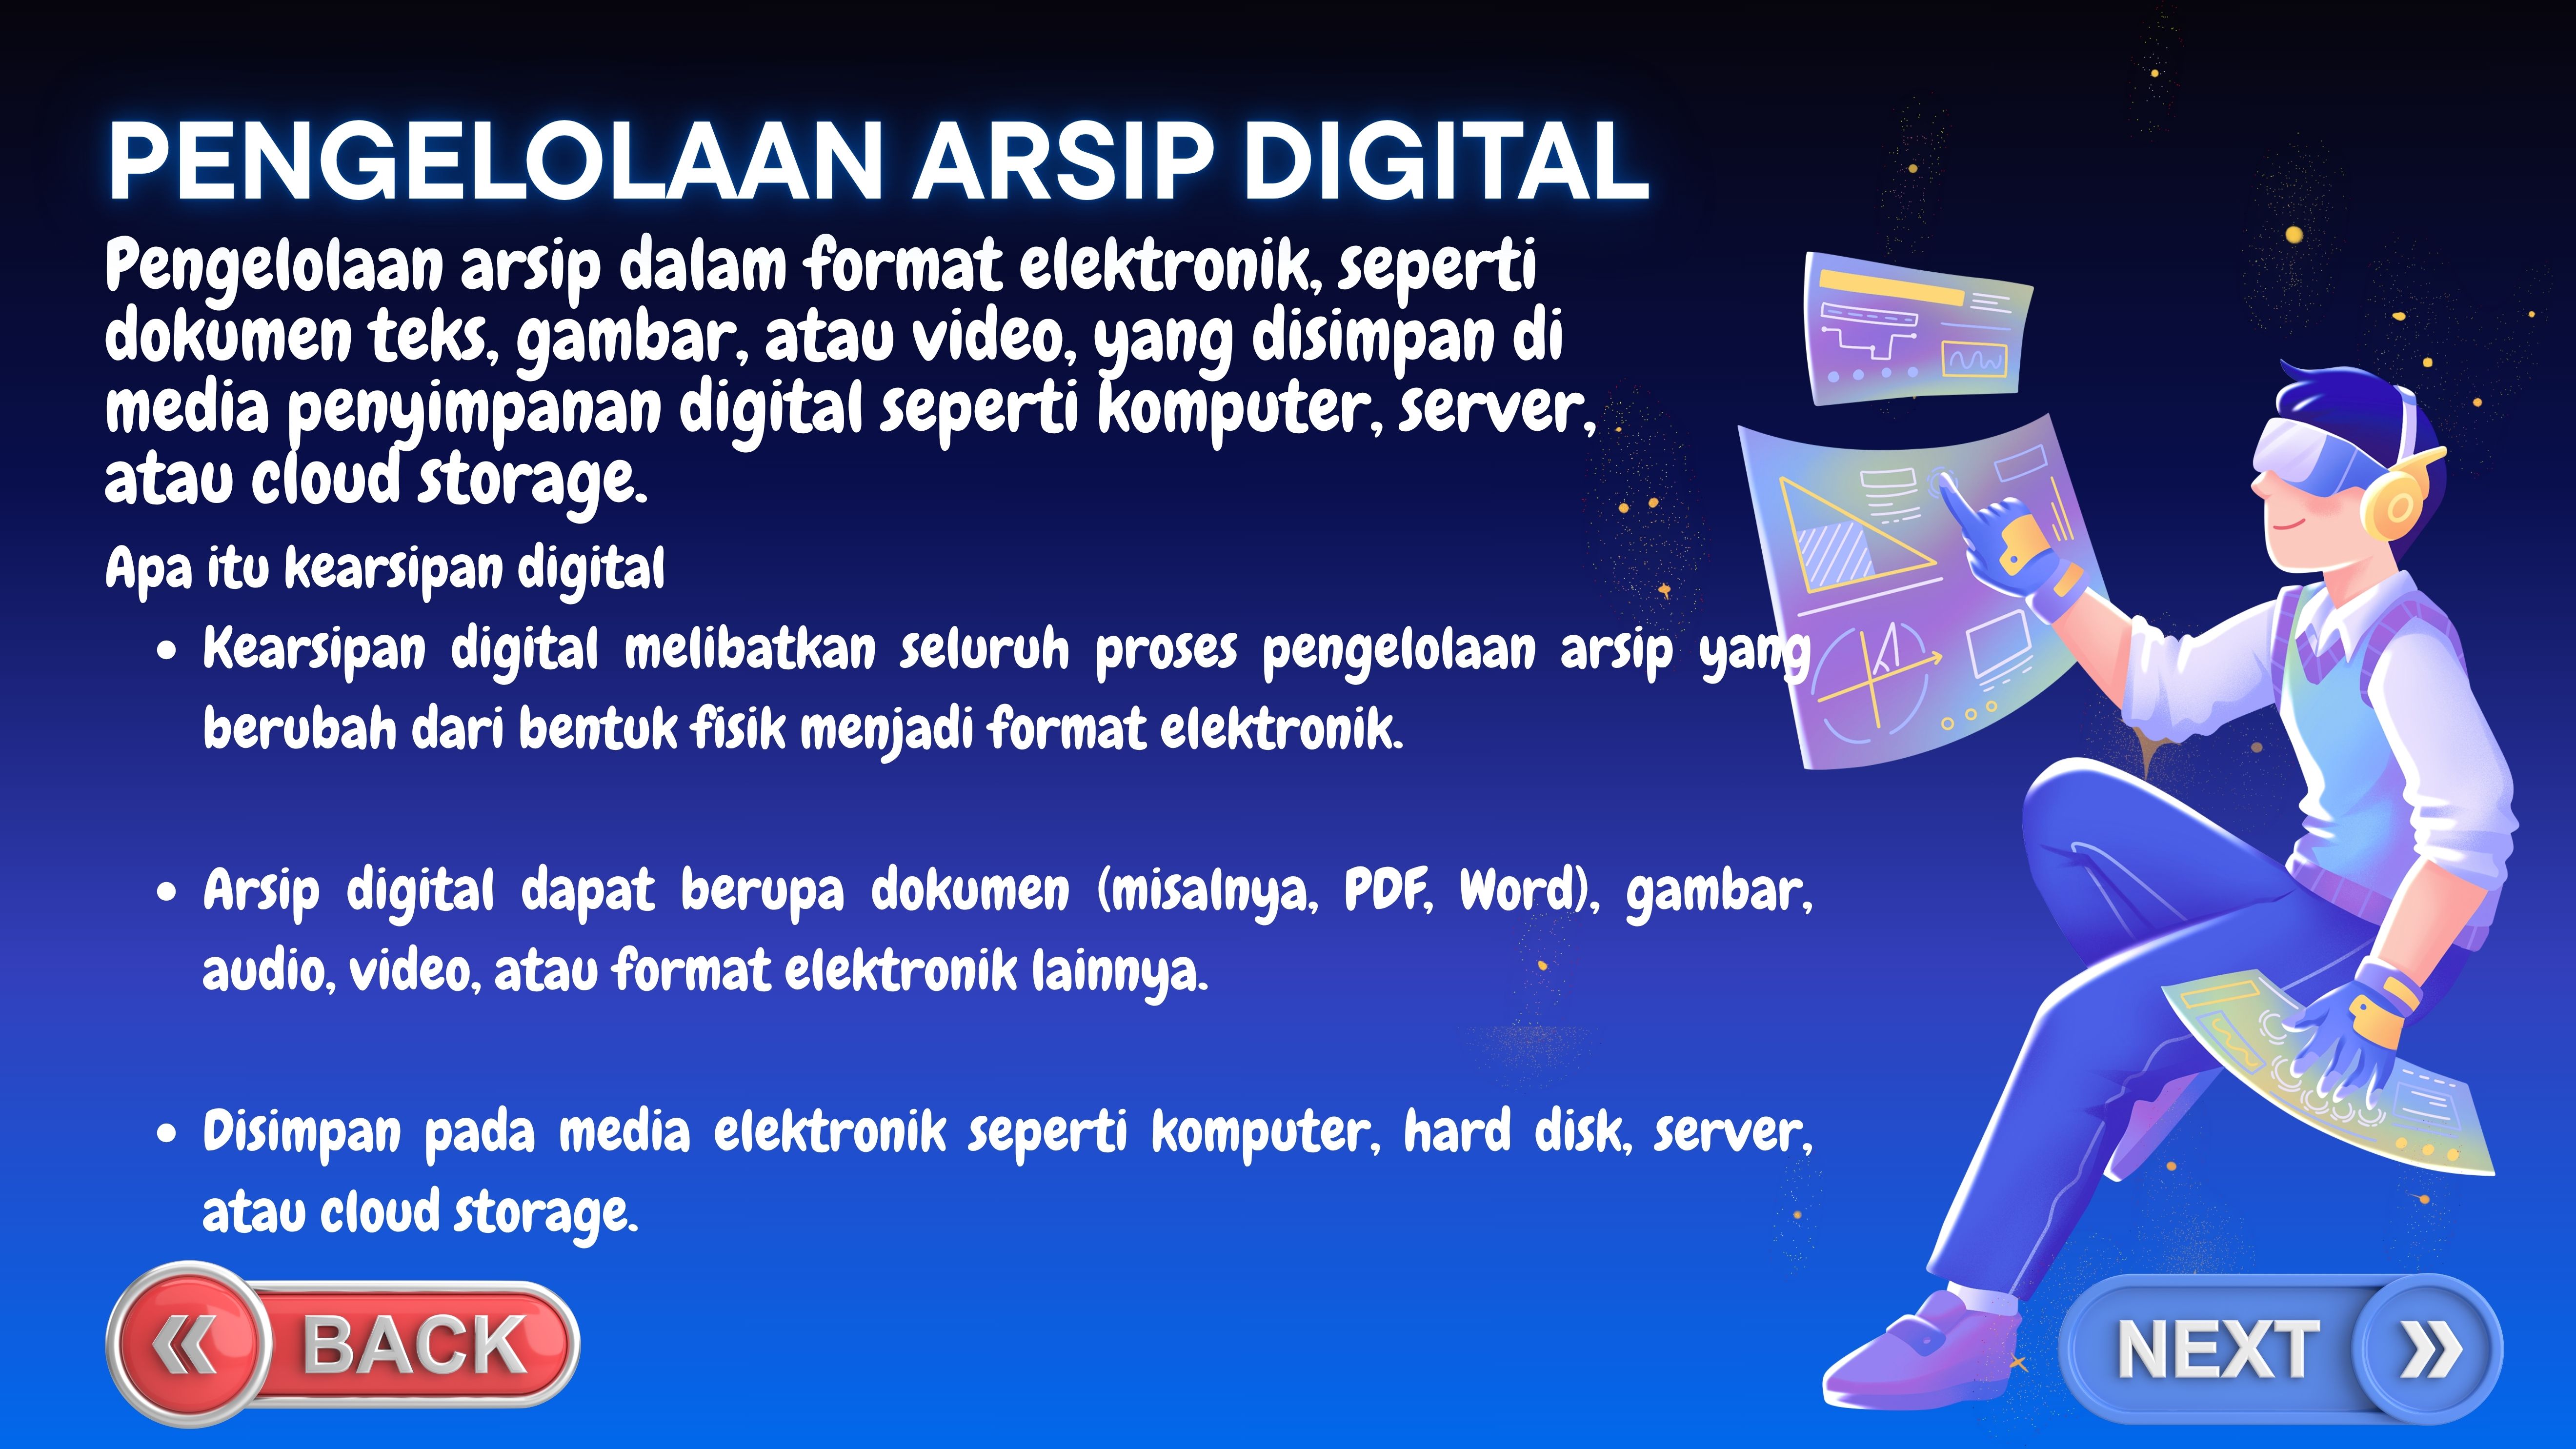 PENGELOLAAN ARSIP DIGITAL
Pengelolaan arsip dalam format elektronik, seperti
dokumen teks, gambar, atau video, yang disimpan di
media penyimpanan digital seperti komputer, server,
atau cloud storage.
Apa itu kearsipan digital
• Kearsipan digital melibatkan seluruh proses pengelolaan arsip yang
berubah dari bentuk fisik menjadi format elektronik.
• Arsip digital dapat berupa dokumen (misalnya, PDF, Word), gambar,
audio, video, atau format elektronik lainnya.
• Disimpan pada media elektronik seperti komputer, hard disk, server,
atau cloud storage.
BACK
NEXT